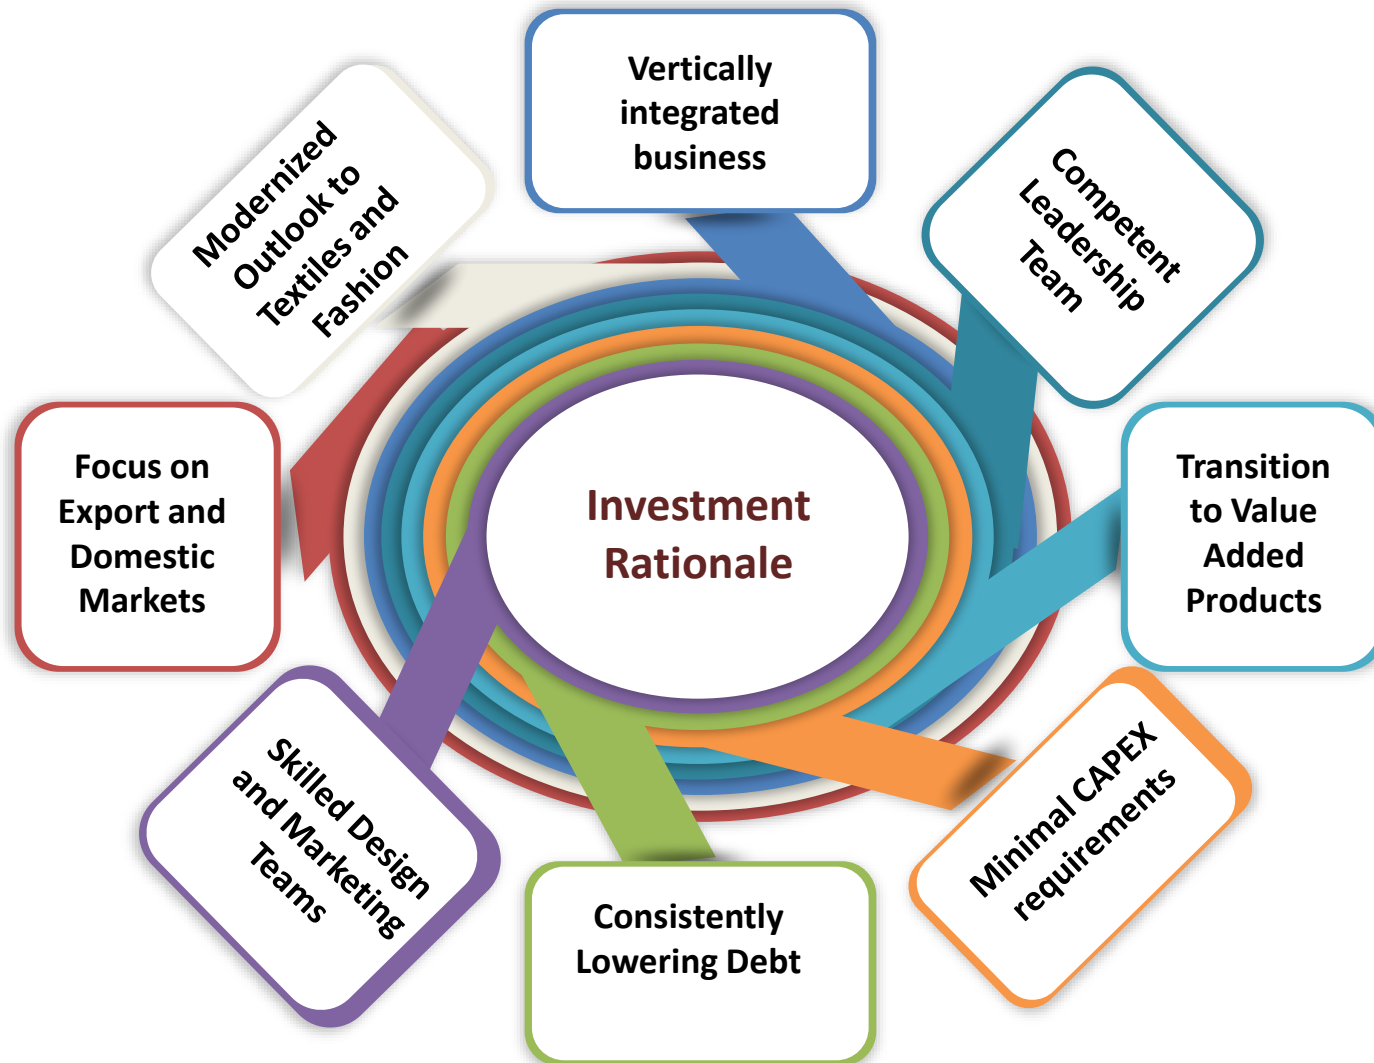 Vertically
integrated
business
Competent
Leadership
Team
Transition
to Value
Added
Products
Minimal CAPEX
requirements
Consistently
Lowering Debt
Skilled Design
and Marketing
Teams
Focus on
Export and
Domestic
Markets
Modernized
Outlook to
Textiles and
Fashion
Investment
Rationale